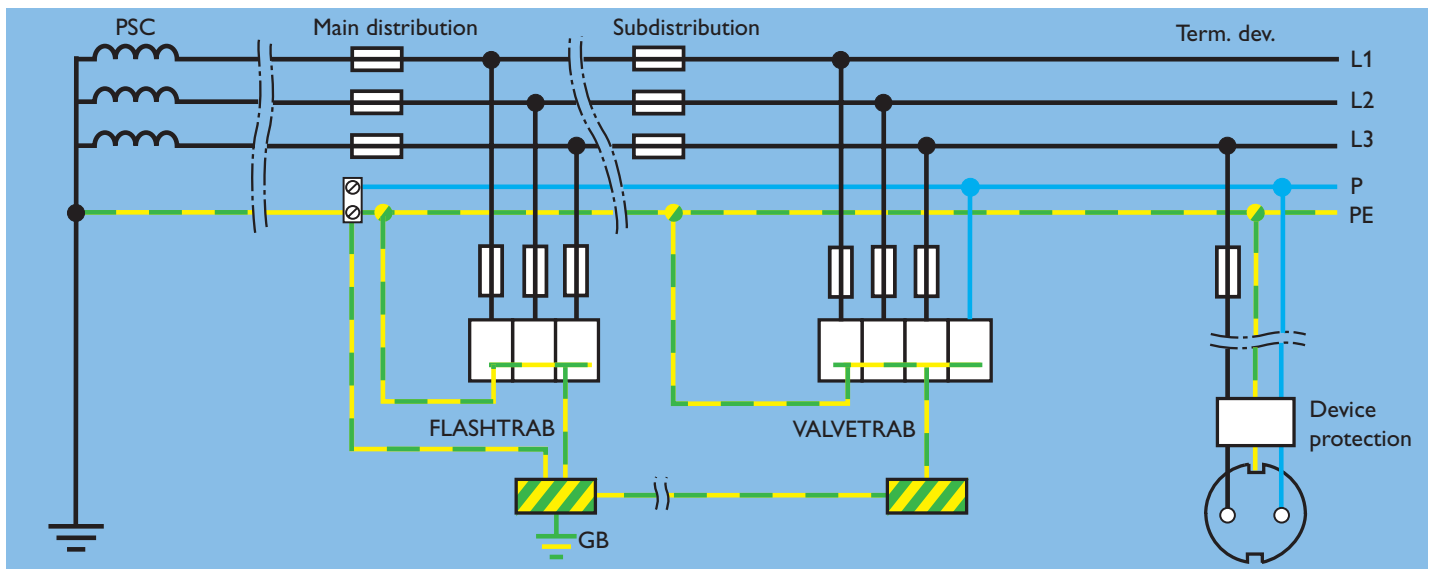 PSC
Main distribution
Subdistribution
Term. dev.
L1
L2
L3
P
PE
FLASHTRAB
VALVETRAB
Device
protection
GB